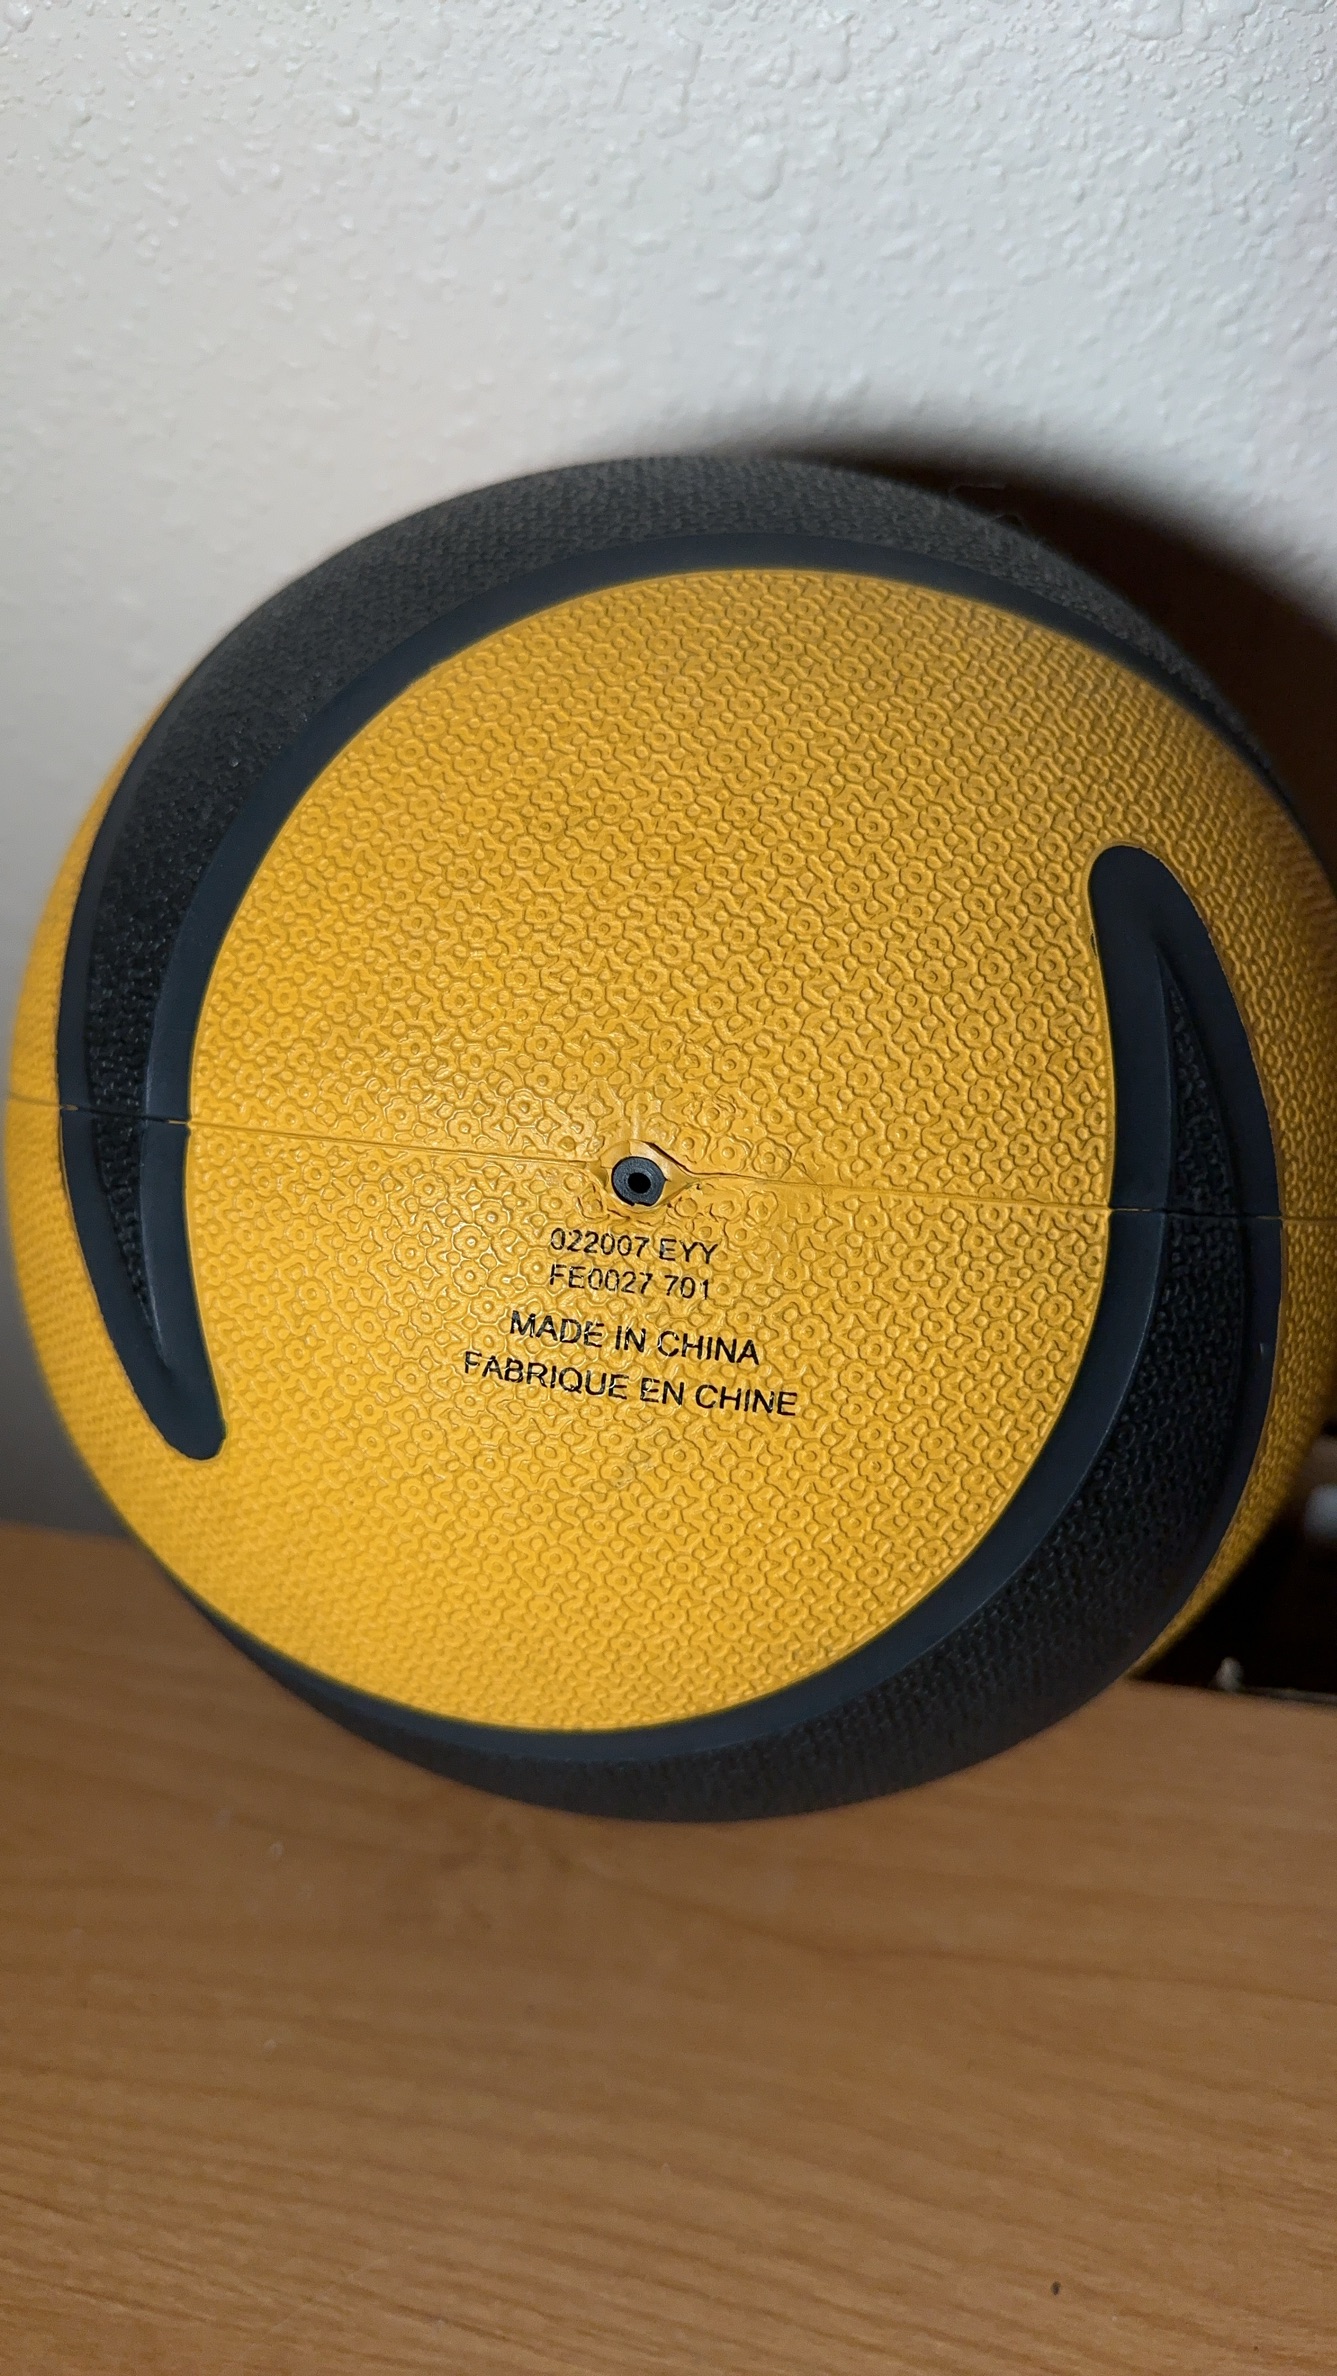 022007 EYY
FE0027 701
MADE IN CHINA
FABRIQUE EN CHINE